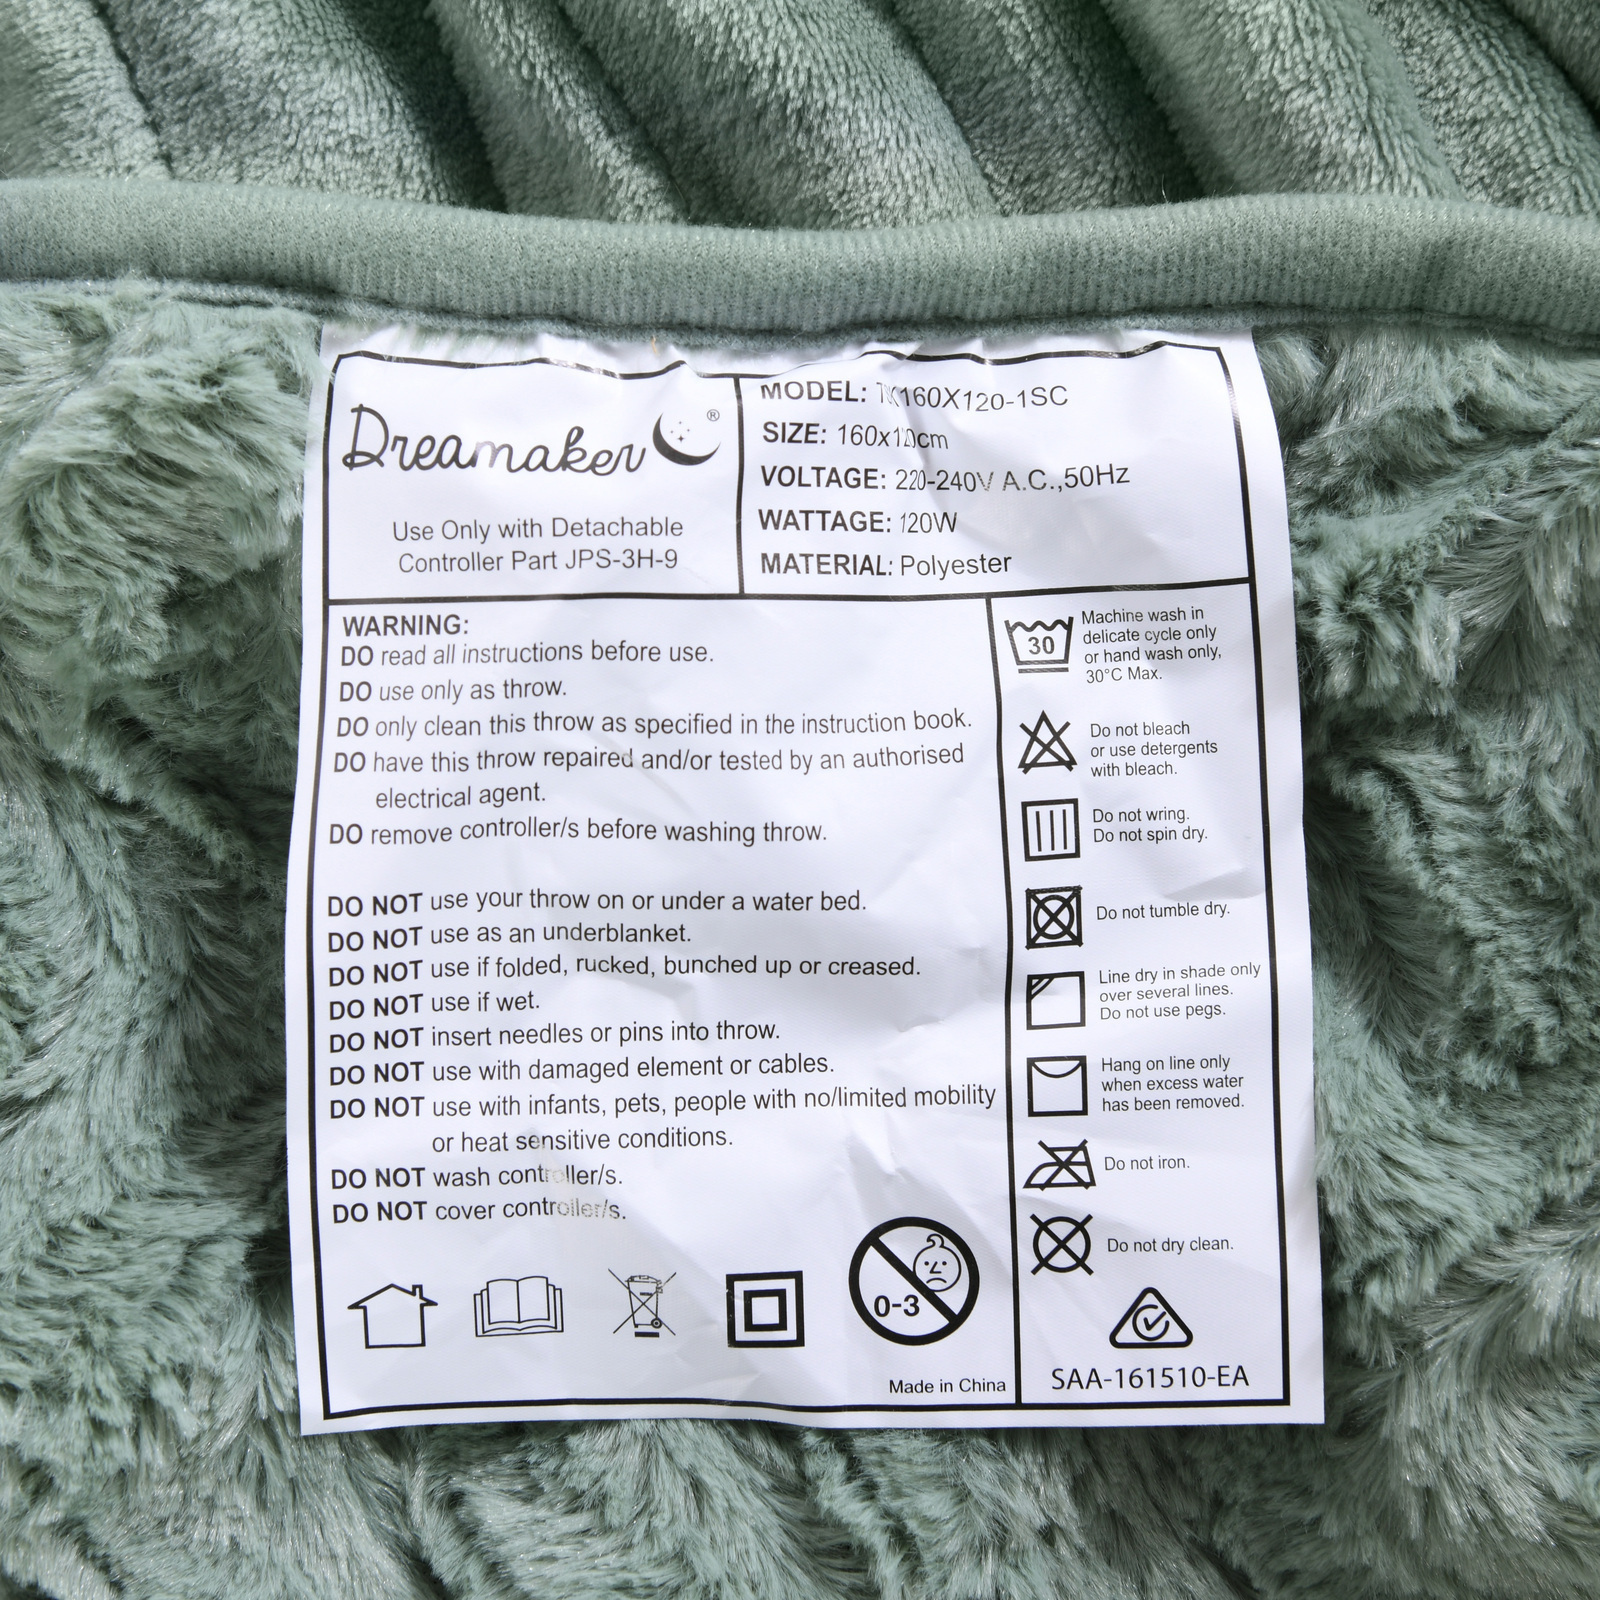 Dreamaker®
Use Only with Detachable
Controller Part JPS-3H-9
MODEL: 160X120-1SC
SIZE:
VOLTAGE: 220-240V A.C.,50Hz
WATTAGE: 120W
MATERIAL: Polyester
WARNING:
DO read all instructions before use.
DO use only as throw.
DO only clean this throw as specified in the instruction book.
DO have this throw repaired and/or tested by an authorised
electrical agent.
DO remove controller/s before washing throw.
DO NOT use your throw on or under a water bed.
DO NOT use as an underblanket.
DO NOT use if folded, rucked, bunched up or creased.
DO NOT use if wet.
DO NOT insert needles or pins into throw.
DO NOT use with damaged element or cables.
DO NOT use with infants, pets, people with no/limited mobility
or heat sensitive conditions.
DO NOT wash controller/s.
DO NOT cover controller/s.
0-3
Made in China
30
Machine wash in
delicate cycle only
or hand wash only,
30°C Max.
Do not bleach
or use detergents
with bleach.
Do not wring.
Do not spin dry.
Do not tumble dry.
Line dry in shade only
over several lines.
Do not use pegs.
Hang on line only
when excess water
has been removed.
Do not iron.
Do not dry clean.
SAA-161510-EA